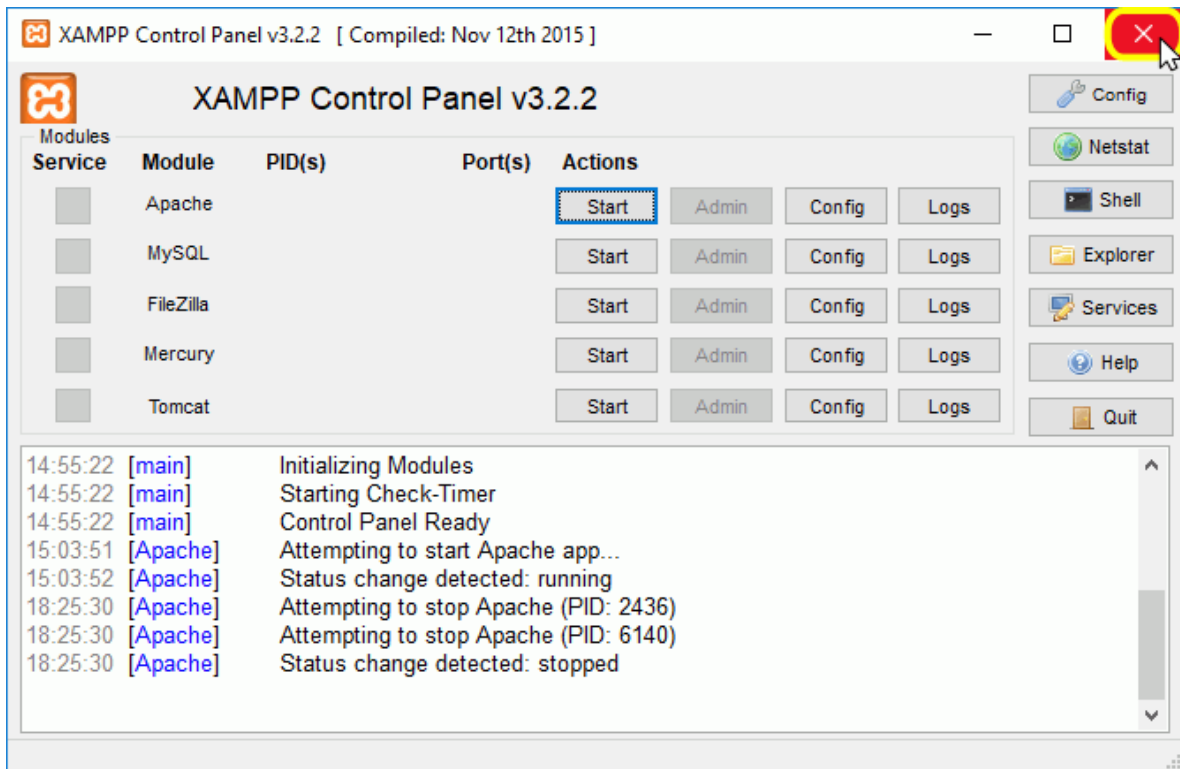 XAMPP Control Panel v3.2.2 [ Compiled: Nov 12th 2015 ]
XAMPP Control Panel v3.2.2
Config
Modules
Service Module PID(s) Port(s) Actions
Netstat
Apache Start Admin Config Logs
Shell
MySQL Start Admin Config Logs
Explorer
FileZilla Start Admin Config Logs
Services
Mercury Start Admin Config Logs
Help
Tomcat Start Admin Config Logs
Quit
14:55:22 [main] Initializing Modules
14:55:22 [main] Starting Check-Timer
14:55:22 [main] Control Panel Ready
15:03:51 [Apache] Attempting to start Apache app...
15:03:52 [Apache] Status change detected: running
18:25:30 [Apache] Attempting to stop Apache (PID: 2436)
18:25:30 [Apache] Attempting to stop Apache (PID: 6140)
18:25:30 [Apache] Status change detected: stopped